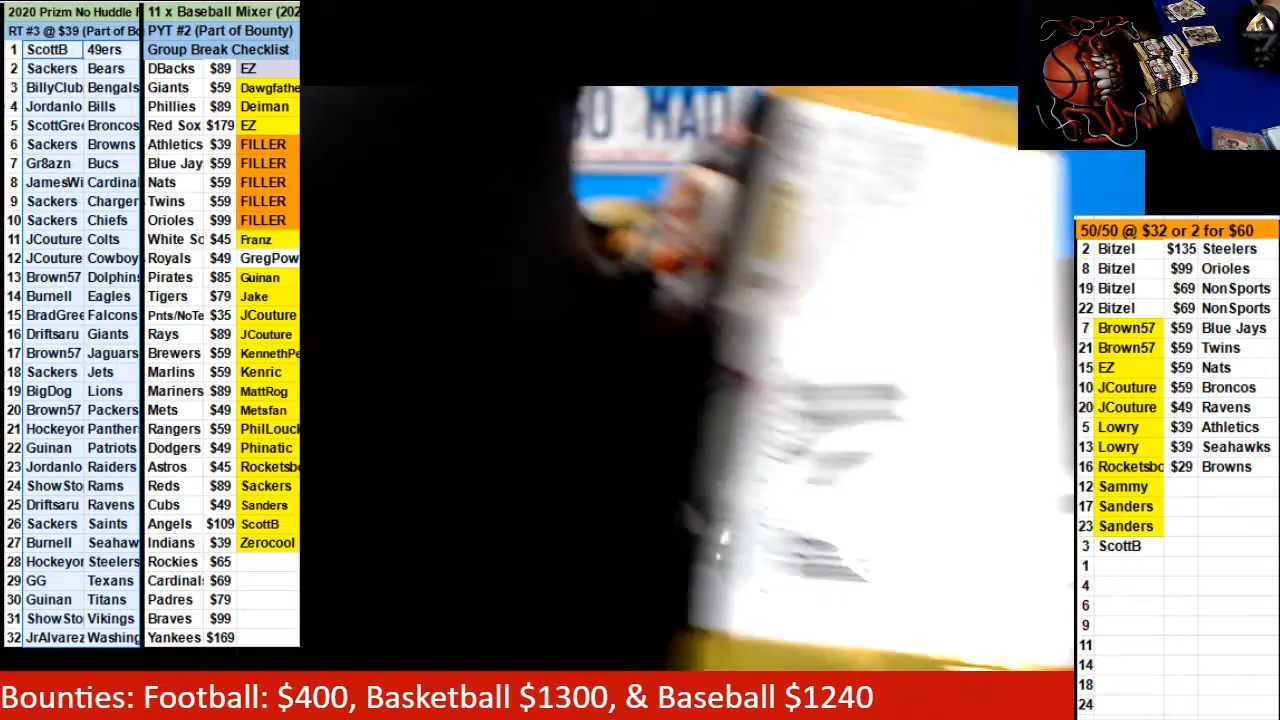 2020 Prizm No Huddle
RT #3 @ $39 (Part of Bo
1 ScottB 49ers
2 Sackers Bears
3 BillyClub Bengals
4 Jordanlo Bills
5 ScottGree Broncos
6 Sackers Browns
7 Gr8azn Bucs
8 JamesWi Cardinal
9 Sackers Charger
10 Sackers Chiefs
11 JCouture Colts
12 JCouture Cowboy
13 Brown57 Dolphins
14 Burnell Eagles
15 BradGree Falcons
16 Driftsaru Giants
17 Brown57 Jaguars
18 Sackers Jets
19 BigDog Lions
20 Brown57 Packers
21 Hockeyor Panther
22 Guinan Patriots
23 Jordanlo Raiders
24 ShowSto Rams
25 Driftsaru Ravens
26 Sackers Saints
27 Burnell Seahaw
28 Hockeyor Steelers
29 GG Texans
30 Guinan Titans
31 ShowSto Vikings
32 JrAlvarez Washing
11 x Baseball Mixer (202
PYT #2 (Part of Bounty)
Group Break Checklist
DBacks $89 EZ
Giants $59 Dawgfathe
Phillies $89 Deiman
Red Sox $179 EZ
Athletics $39 FILLER
Blue Jay $59 FILLER
Nats $59 FILLER
Twins $59 FILLER
Orioles $99 FILLER
White So $45 Franz
Royals $49 GregPow
Pirates $85 Guinan
Tigers $79 Jake
Pnts/NoTe $35 JCouture
Rays $89 JCouture
Brewers $59 KennethPe
Marlins $59 Kenric
Mariners $89 MattRog
Mets $49 Metsfan
Rangers $59 PhilLouck
Dodgers $49 Phinatic
Astros $45 Rocketsbo
Reds $89 Sackers
Cubs $49 Sanders
Angels $109 ScottB
Indians $39 Zerocool
Rockies $65
Cardinals $69
Padres $79
Braves $99
Yankees $169
50/50 @ $32 or 2 for $60
2 Bitzel $135 Steelers
8 Bitzel $99 Orioles
19 Bitzel $69 NonSports
22 Bitzel $69 NonSports
7 Brown57 $59 Blue Jays
21 Brown57 $59 Twins
15 EZ $59 Nats
10 JCouture $59 Broncos
20 JCouture $49 Ravens
5 Lowry $39 Athletics
13 Lowry $39 Seahawks
16 Rocketsbo $29 Browns
12 Sammy
17 Sanders
23 Sanders
3 ScottB
1
4
6
9
11
14
18
24
Bounties: Football: $400, Basketball $1300, & Baseball $1240